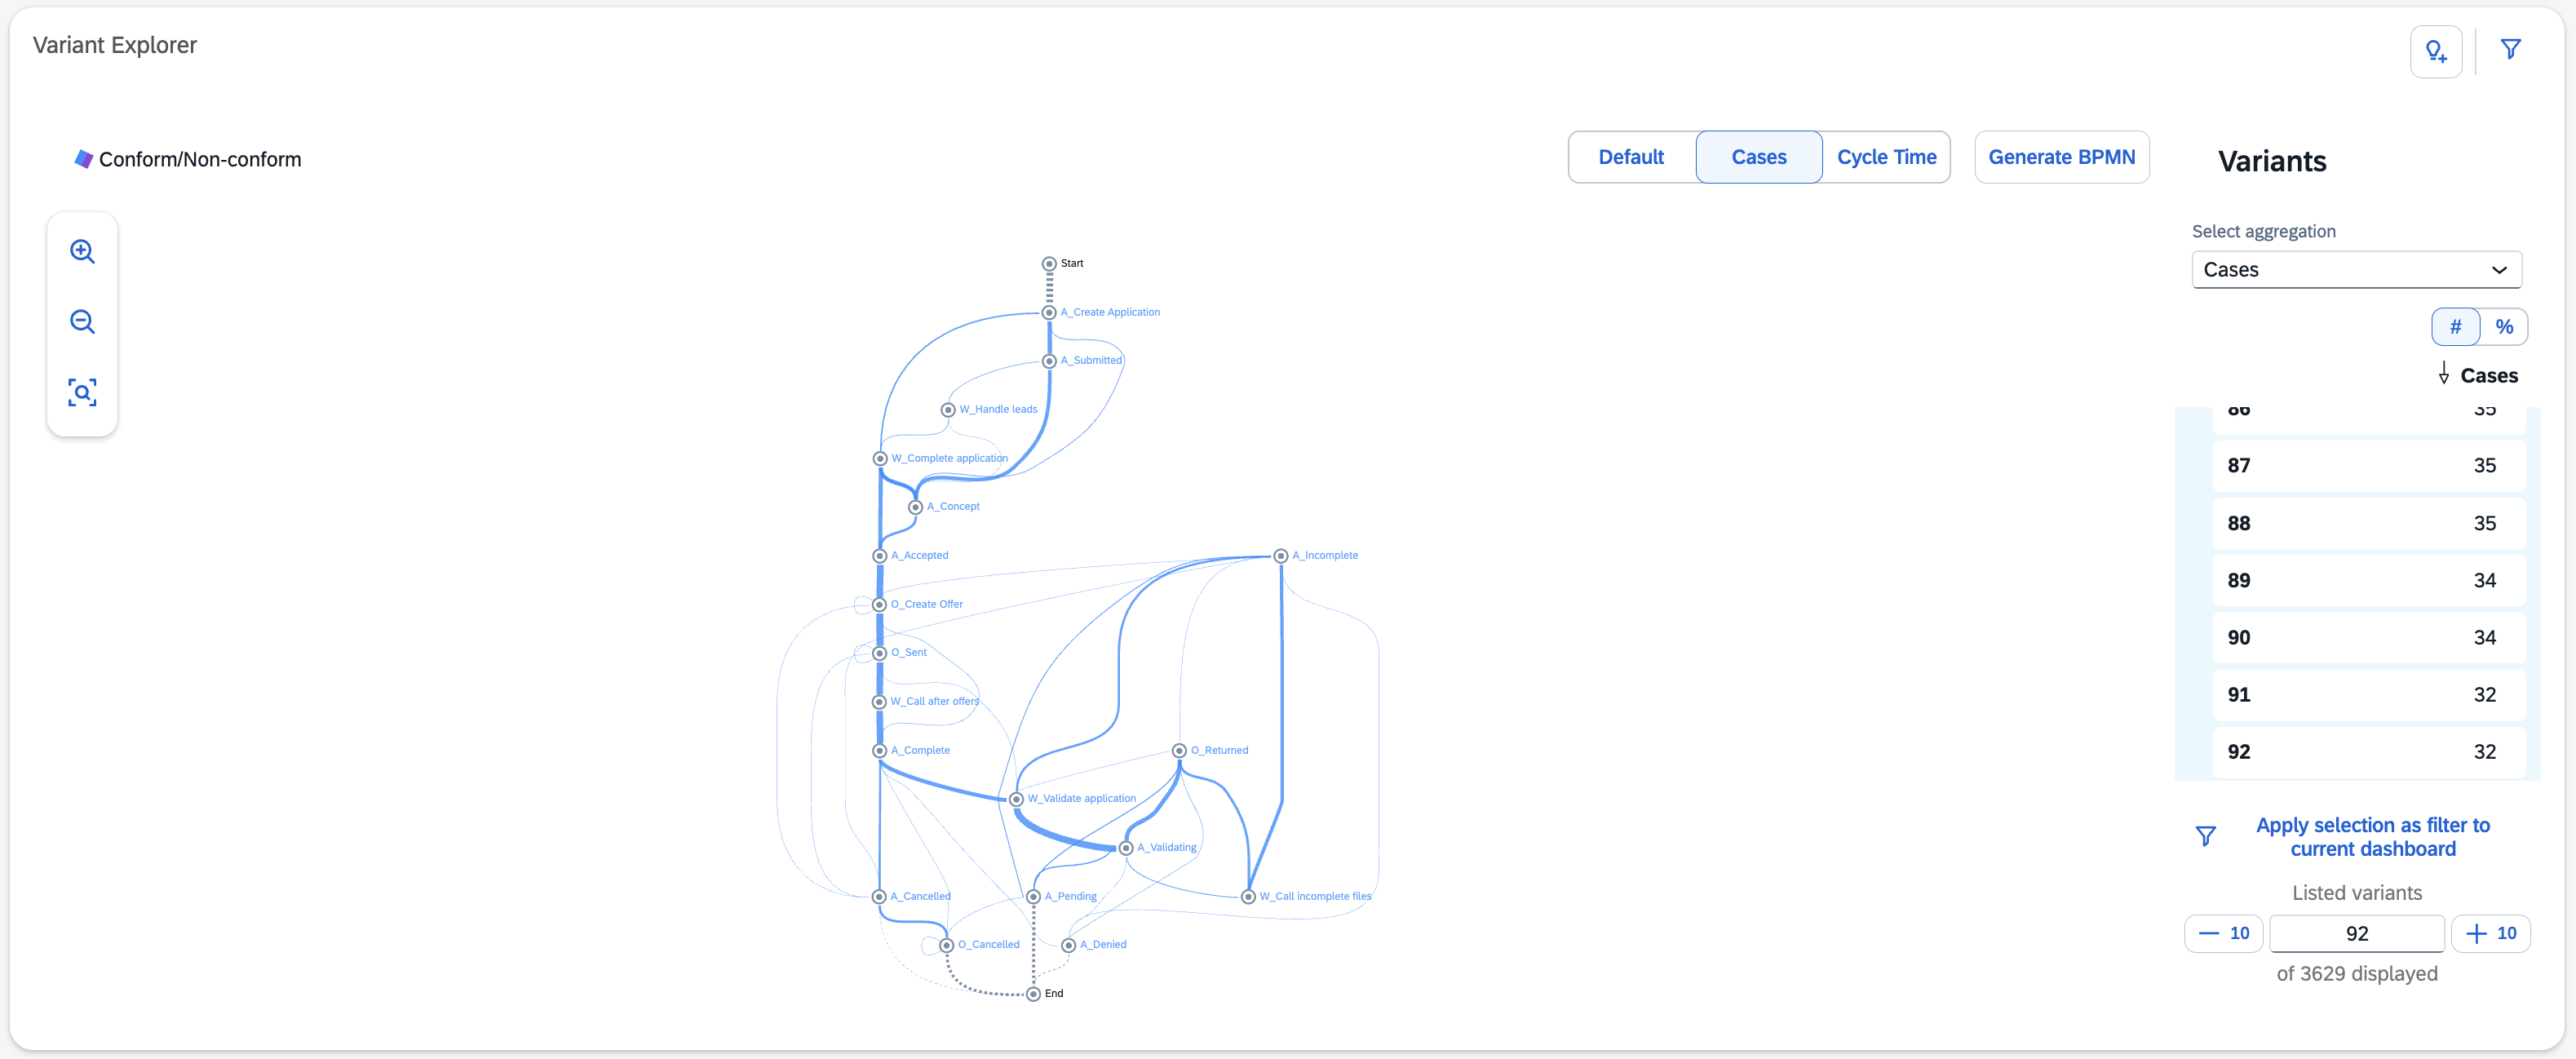 Variant Explorer
Conform/Non-conform
Default
Cases
Cycle Time
Generate BPMN
Start
A_Create Application
A_Submitted
W_Handle leads
W_Complete application
A_Concept
A_Accepted
A_Incomplete
O_Create Offer
O_Sent
W_Call after offers
A_Complete
O_Returned
W_Validate application
A_Validating
A_Cancelled
A_Pending
W_Call incomplete files
O_Cancelled
A_Denied
End
Variants
Select aggregation
Cases
# %
Cases
86 35
87 35
88 35
89 34
90 34
91 32
92 32
Apply selection as filter to
current dashboard
Listed variants
10 92 10
of 3629 displayed